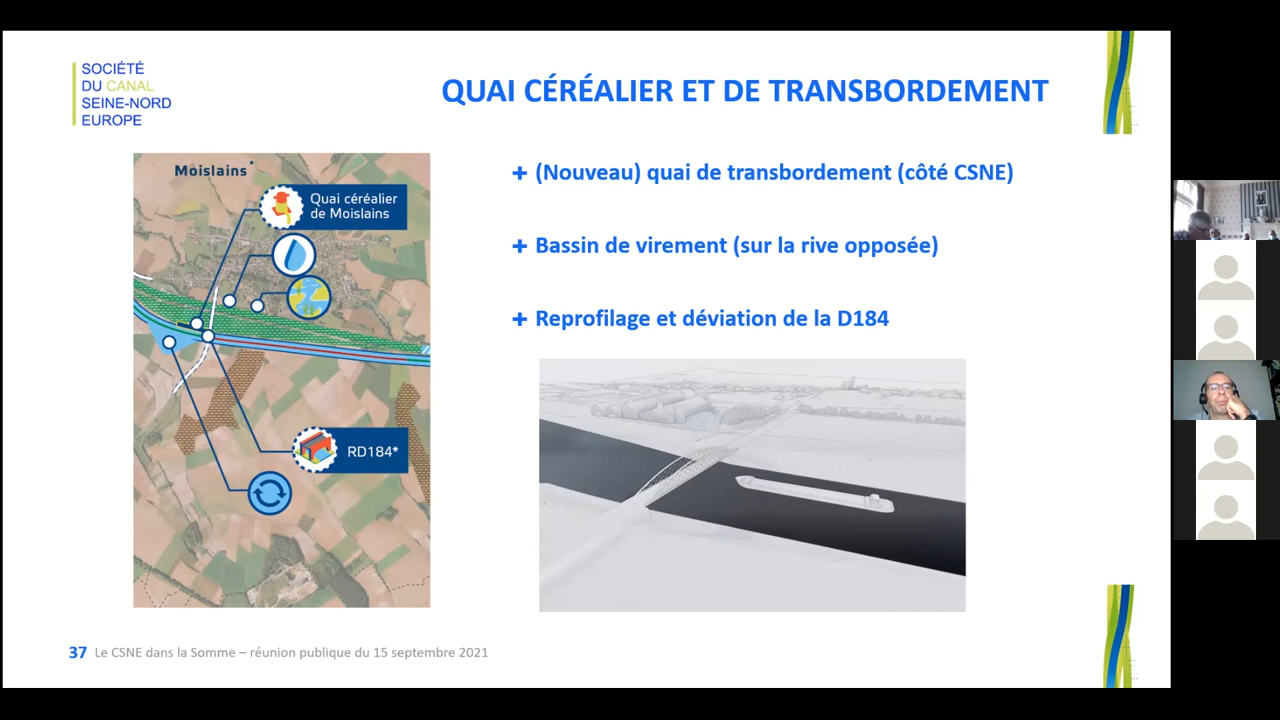 SOCIÉTÉ
DU CANAL
SEINE-NORD
EUROPE
QUAI CÉRÉALIER ET DE TRANSBORDEMENT
Moislains
Quai céréalier
de Moislains
RD184*
+ (Nouveau) quai de transbordement (côté CSNE)
+ Bassin de virement (sur la rive opposée)
+ Reprofilage et déviation de la D184
37 Le CSNE dans la Somme – réunion publique du 15 septembre 2021